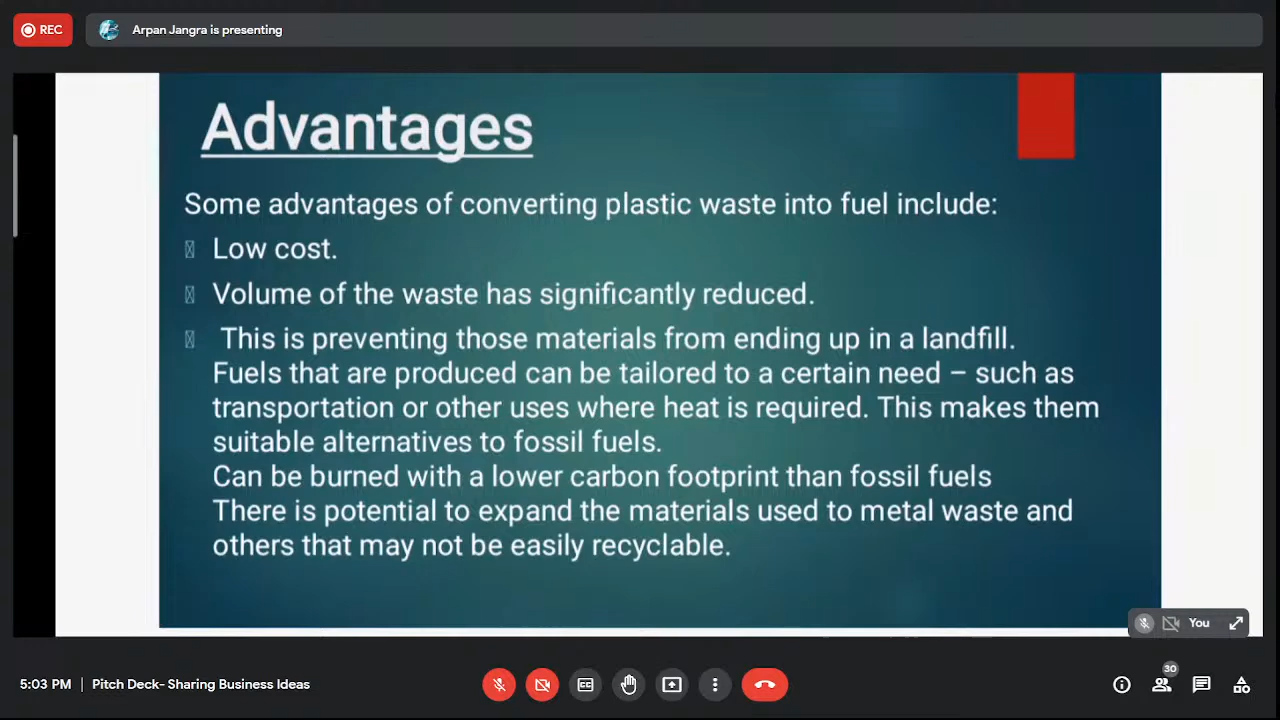 REC
Arpan Jangra is presenting
Advantages
Some advantages of converting plastic waste into fuel include:
Low cost.
Volume of the waste has significantly reduced.
This is preventing those materials from ending up in a landfill.
Fuels that are produced can be tailored to a certain need – such as
transportation or other uses where heat is required. This makes them
suitable alternatives to fossil fuels.
Can be burned with a lower carbon footprint than fossil fuels
There is potential to expand the materials used to metal waste and
others that may not be easily recyclable.
You
5:03 PM | Pitch Deck- Sharing Business Ideas
CC
30